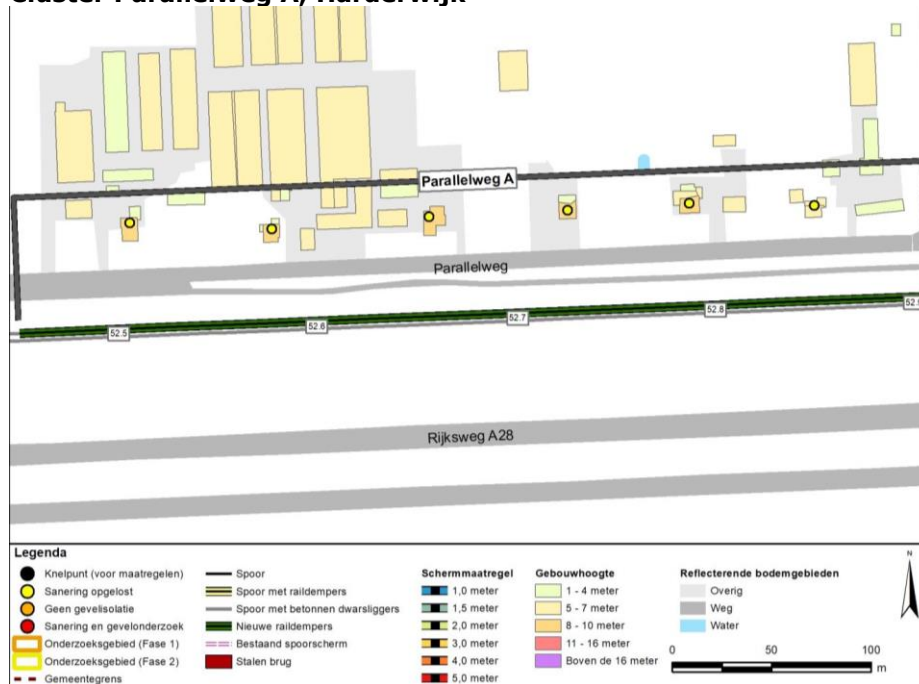 Cluster Parallelweg A, Harderwijk
Parallelweg A
Parallelweg
52.5
52.6
52.7
52.8
Rijksweg A28
Legenda
Knelpunt (voor maatregelen)
Sanering opgelost
Geen gevelisolatie
Sanering en gevelonderzoek
Onderzoeksgebied (Fase 1)
Onderzoeksgebied (Fase 2)
Gemeentegrens
Spoor
Spoor met raildempers
Spoor met betonnen dwarsliggers
Nieuwe raildempers
Bestaand spoorscherm
Stalen brug
Schermmaatregel
1,0 meter
1,5 meter
2,0 meter
3,0 meter
4,0 meter
5,0 meter
Gebouwhoogte
1 - 4 meter
5 - 7 meter
8 - 10 meter
11 - 16 meter
Boven de 16 meter
Reflecterende bodemgebieden
Overig
Weg
Water
N
0 50 100
m